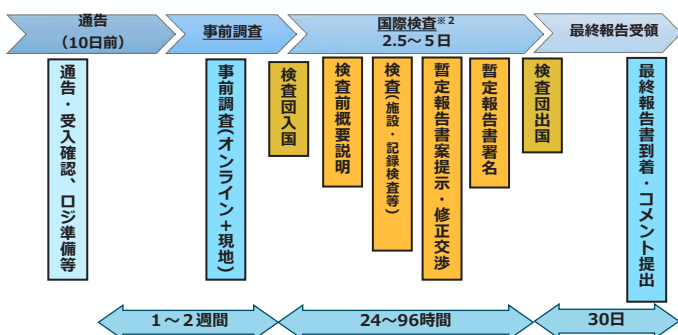 通告
（10日前）
事前調査
国際検査※2
2.5～5日
最終報告受領
通告・受入確認、ロジ準備等
事前調査(オンライン＋現地)
検査団入国
検査前概要説明
検査(施設・記録検査等)
暫定報告書案提示・修正交渉
暫定報告書署名
検査団出国
最終報告書到着・コメント提出
1～2週間
24～96時間
30日